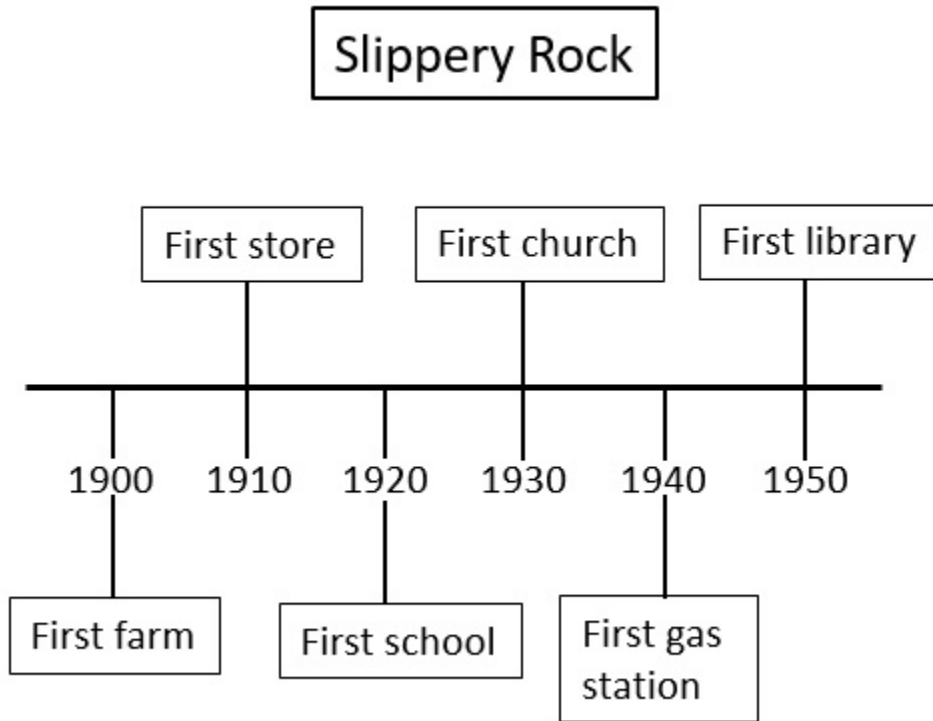 Slippery Rock
First store
First church
First library
1900
1910
1920
1930
1940
1950
First farm
First school
First gas
station